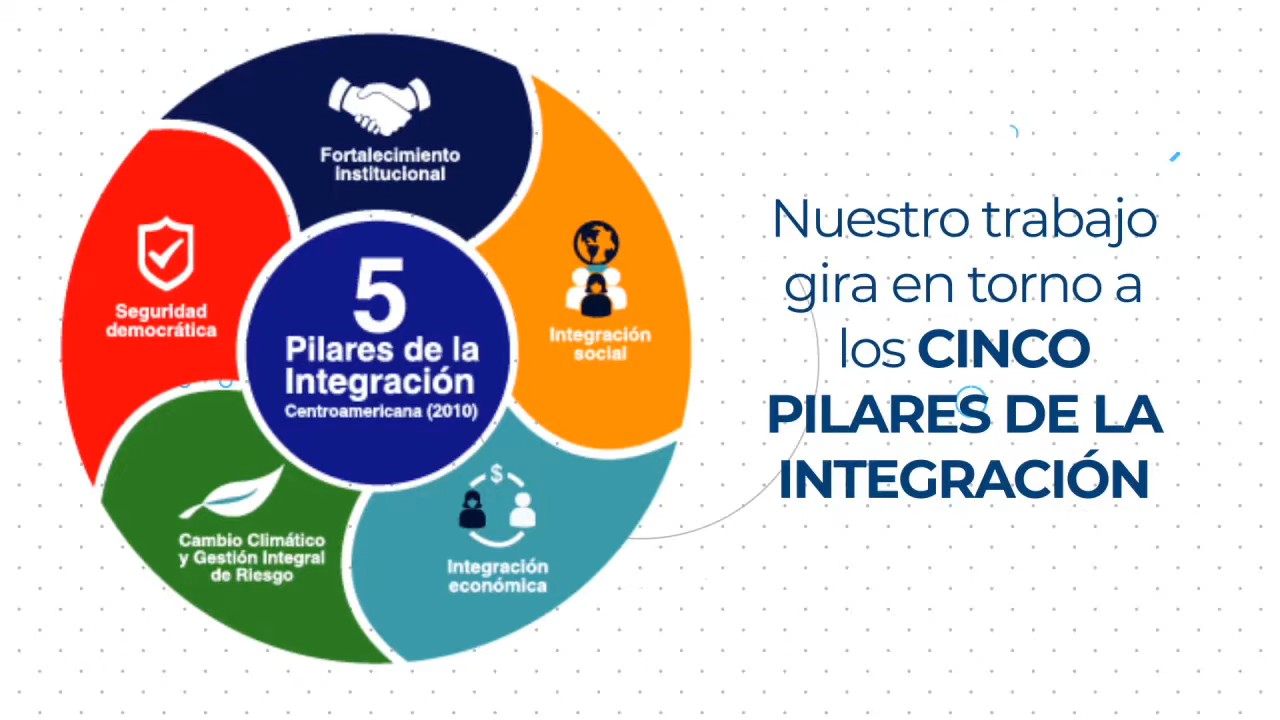 Fortalecimiento
institucional
Seguridad
democrática
Integración
social
5
Pilares de la
Integración
Centroamericana (2010)
$
Cambio Climático
y Gestión Integral
de Riesgo
Integración
económica
Nuestro trabajo
gira en torno a
los CINCO
PILARES DE LA
INTEGRACIÓN